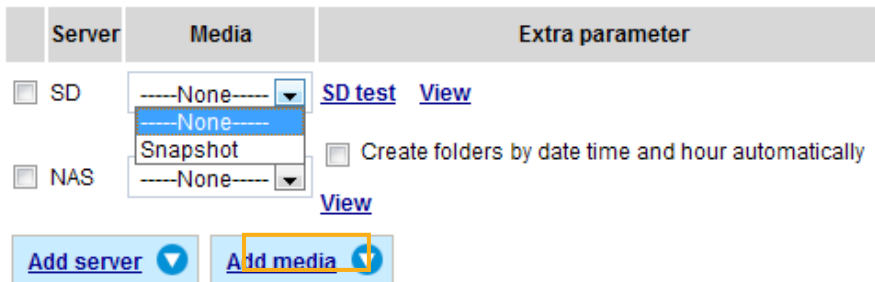 Server Media Extra parameter
SD -----None----- SD test View
-----None-----
Snapshot
Create folders by date time and hour automatically
NAS -----None-----
View
Add server Add media